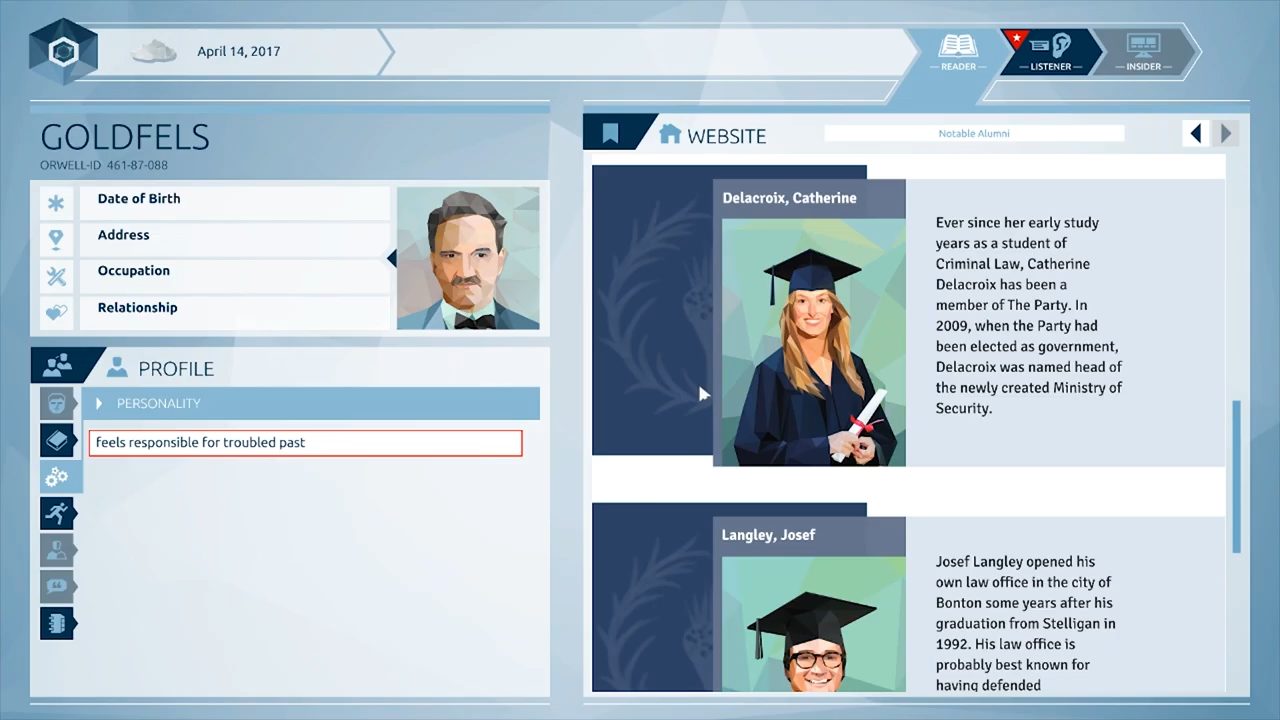 April 14, 2017
READER
LISTENER
INSIDER
GOLDFELS
ORWELL-ID 461-87-088
Date of Birth
Address
Occupation
Relationship
PROFILE
PERSONALITY
feels responsible for troubled past
WEBSITE
Notable Alumni
Delacroix, Catherine
Ever since her early study
years as a student of
Criminal Law, Catherine
Delacroix has been a
member of The Party. In
2009, when the Party had
been elected as government,
Delacroix was named head of
the newly created Ministry of
Security.
Langley, Josef
Josef Langley opened his
own law office in the city of
Bonton some years after his
graduation from Stelligan in
1992. His law office is
probably best known for
having defended